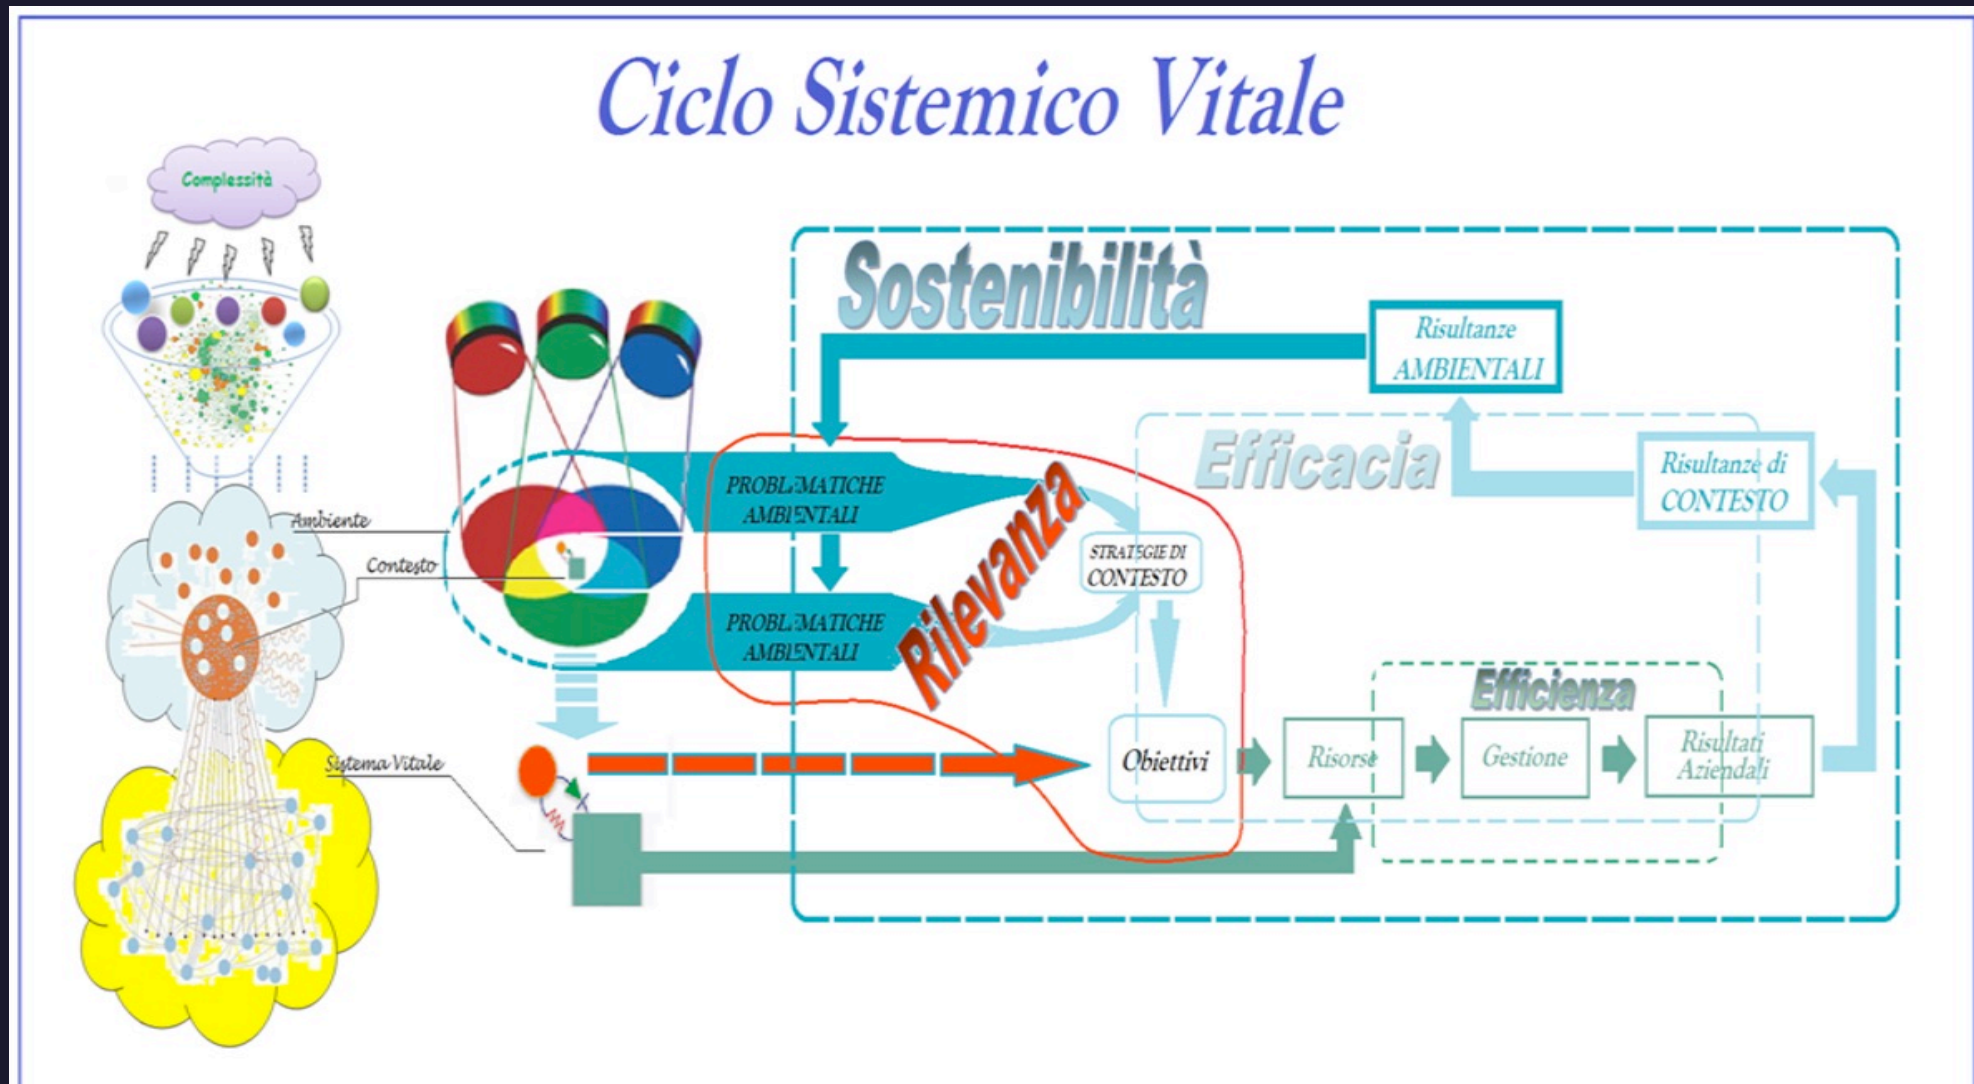 Ciclo Sistemico Vitale
Complessità
Ambiente
Contesto
Sistema Vitale
Sostenibilità
Risultanze
AMBIENTALI
Efficacia
Risultanze di
CONTESTO
PROBLEMATICHE
AMBIENTALI
Rilevanza
STRATEGIE DI
CONTESTO
PROBLEMATICHE
AMBIENTALI
Efficienza
Obiettivi
Risorse
Gestione
Risultati
Aziendali